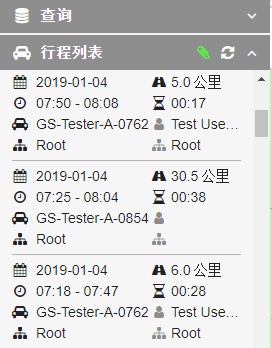 查询
行程列表
2019-01-04 5.0 公里
07:50 - 08:08 00:17
GS-Tester-A-0762 Test Use...
Root
2019-01-04 30.5 公里
07:25 - 08:04 00:38
GS-Tester-A-0854
Root
2019-01-04 6.0 公里
07:18 - 07:47 00:28
GS-Tester-A-0762 Test Use...
Root